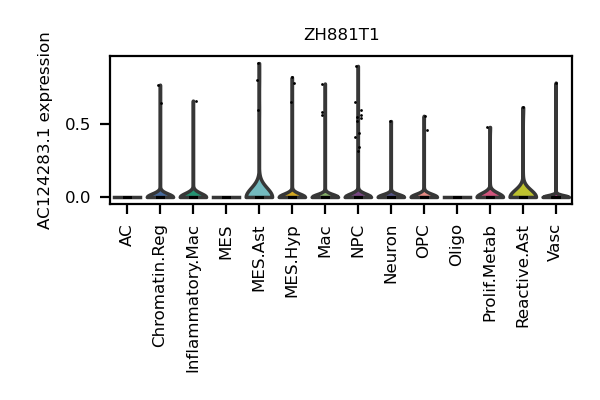 ZH881T1
AC124283.1 expression
0.5
0.0
AC
Chromatin.Reg
Inflammatory.Mac
MES
MES.Ast
MES.Hyp
Mac
NPC
Neuron
OPC
Oligo
Prolif.Metab
Reactive.Ast
Vasc